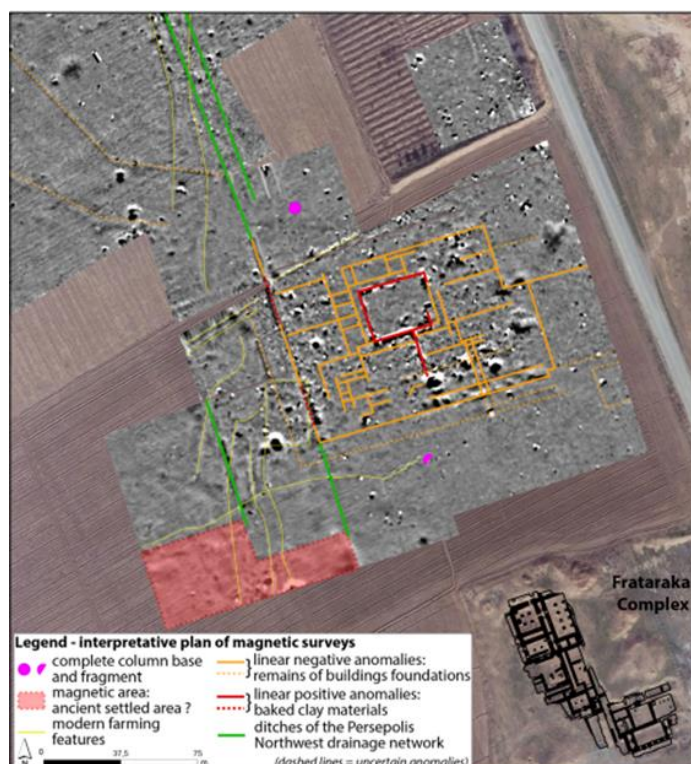 Frataraka
Complex
Legend - interpretative plan of magnetic surveys
complete column base
and fragment
magnetic area:
ancient settled area ?
modern farming
features
0 37,5 75
linear negative anomalies:
remains of buildings foundations
linear positive anomalies:
baked clay materials
ditches of the Persepolis
Northwest drainage network
(dashed lines = uncertain anomalies)